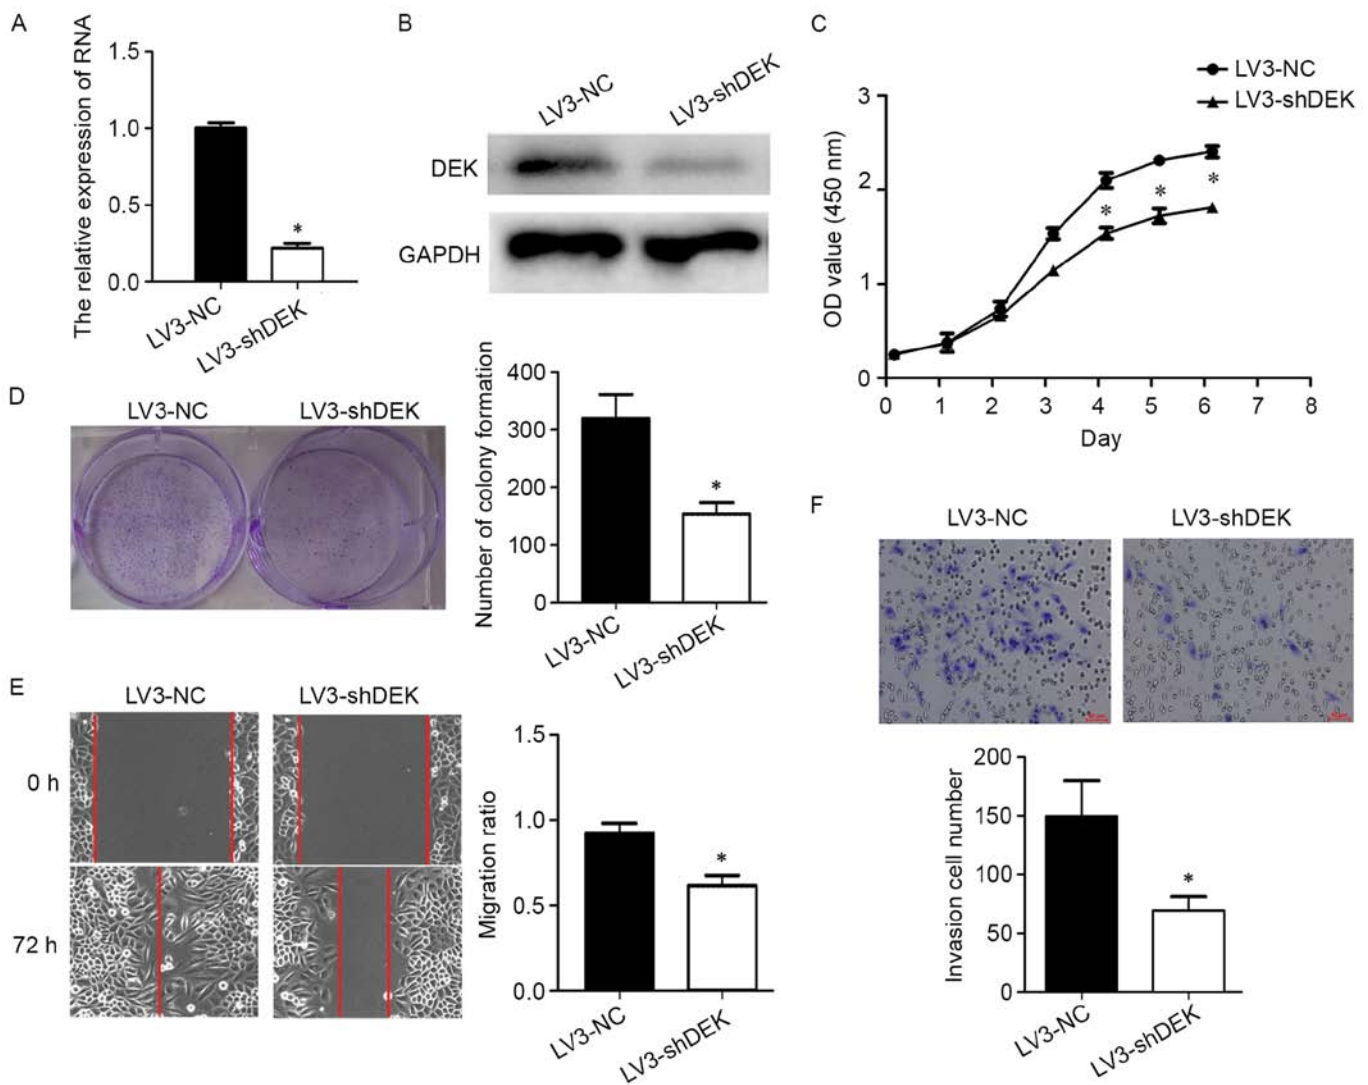 A
The relative expression of RNA
1.5
1.0
0.5
0.0
LV3-NC
LV3-shDEK
*
B
LV3-NC
LV3-shDEK
DEK
GAPDH
C
LV3-NC
LV3-shDEK
OD value (450 nm)
3
2
1
0
* * *
0 1 2 3 4 5 6 7 8
Day
D
LV3-NC LV3-shDEK
Number of colony formation
400
300
200
100
0
*
LV3-NC
LV3-shDEK
E
LV3-NC LV3-shDEK
0 h
72 h
Migration ratio
1.5
1.0
0.5
0.0
*
LV3-NC
LV3-shDEK
F
LV3-NC LV3-shDEK
Invasion cell number
200
150
100
50
0
*
LV3-NC
LV3-shDEK